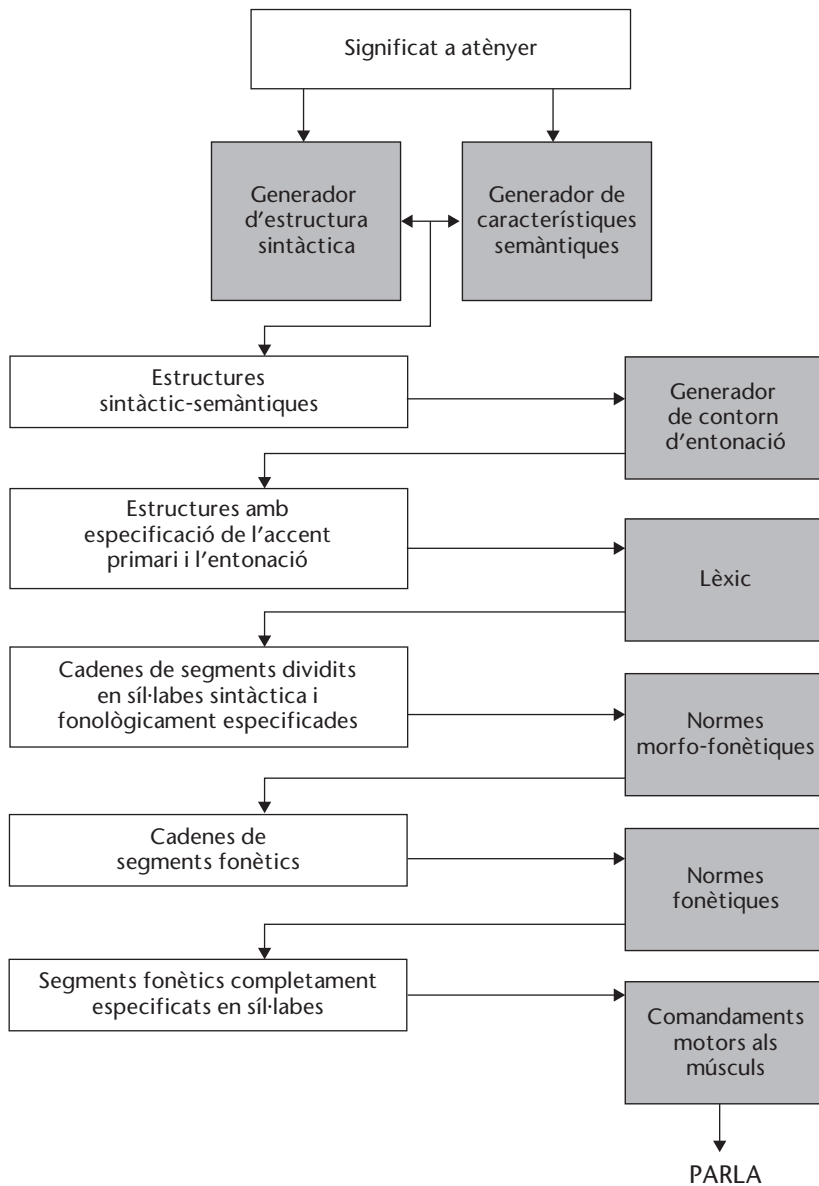 Significat a atènyer
Generador
d'estructura
sintàctica
Generador de
característiques
semàntiques
Estructures
sintàctic-semàntiques
Generador
de contorn
d'entonació
Estructures amb
especificació de l'accent
primari i l'entonació
Lèxic
Cadenes de segments dividits
en síl·labes sintàctica i
fonològicament especificades
Normes
morfo-fonètiques
Cadenes de
segments fonètics
Normes
fonètiques
Segments fonètics completament
especificats en síl·labes
Comandaments
motors als
músculs
PARLA